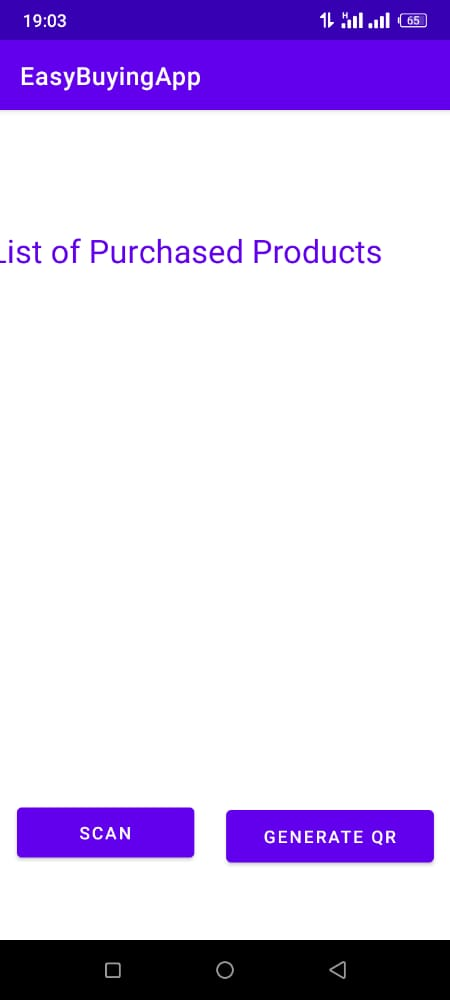 19:03 H 65
EasyBuyingApp
List of Purchased Products
SCAN GENERATE QR